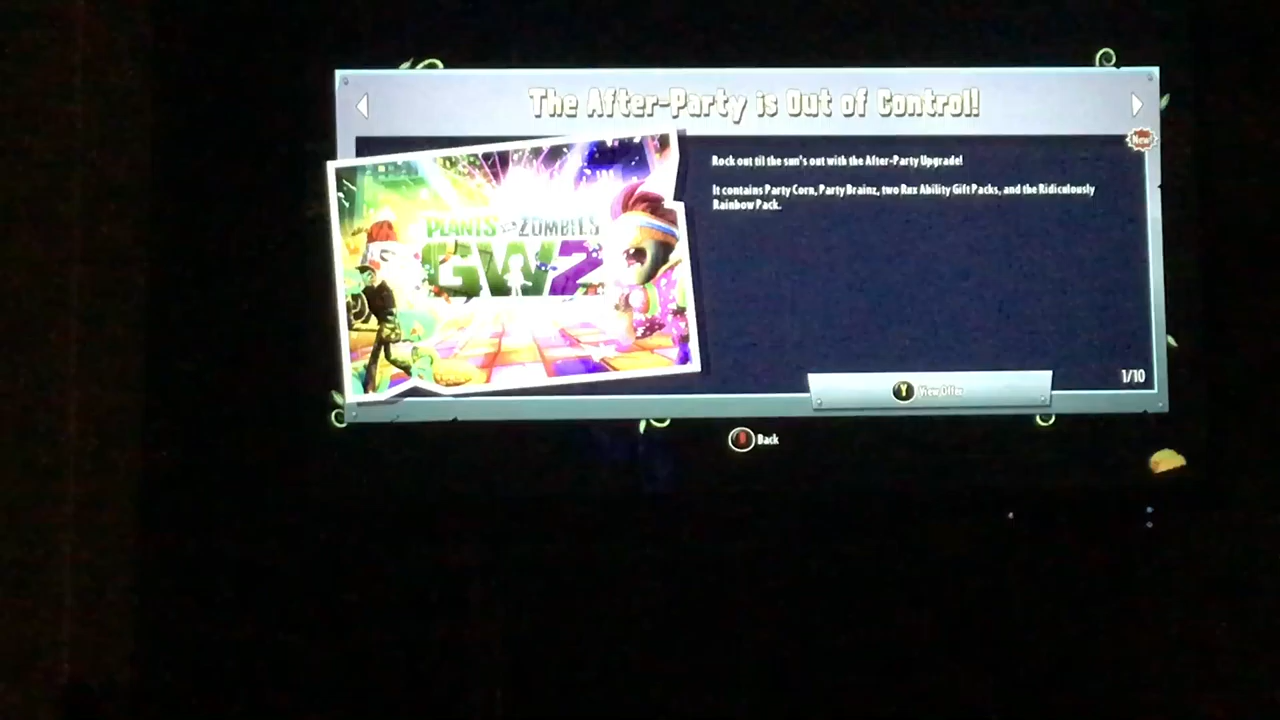 The After-Party is Out of Control!
New!
Rock out til the sun's out with the After-Party Upgrade!
It contains Party Corn, Party Brainz, two Rux Ability Gift Packs, and the Ridiculously
Rainbow Pack.
PLANTS VS ZOMBIES
GW2
1/10
Y View Offer
B Back